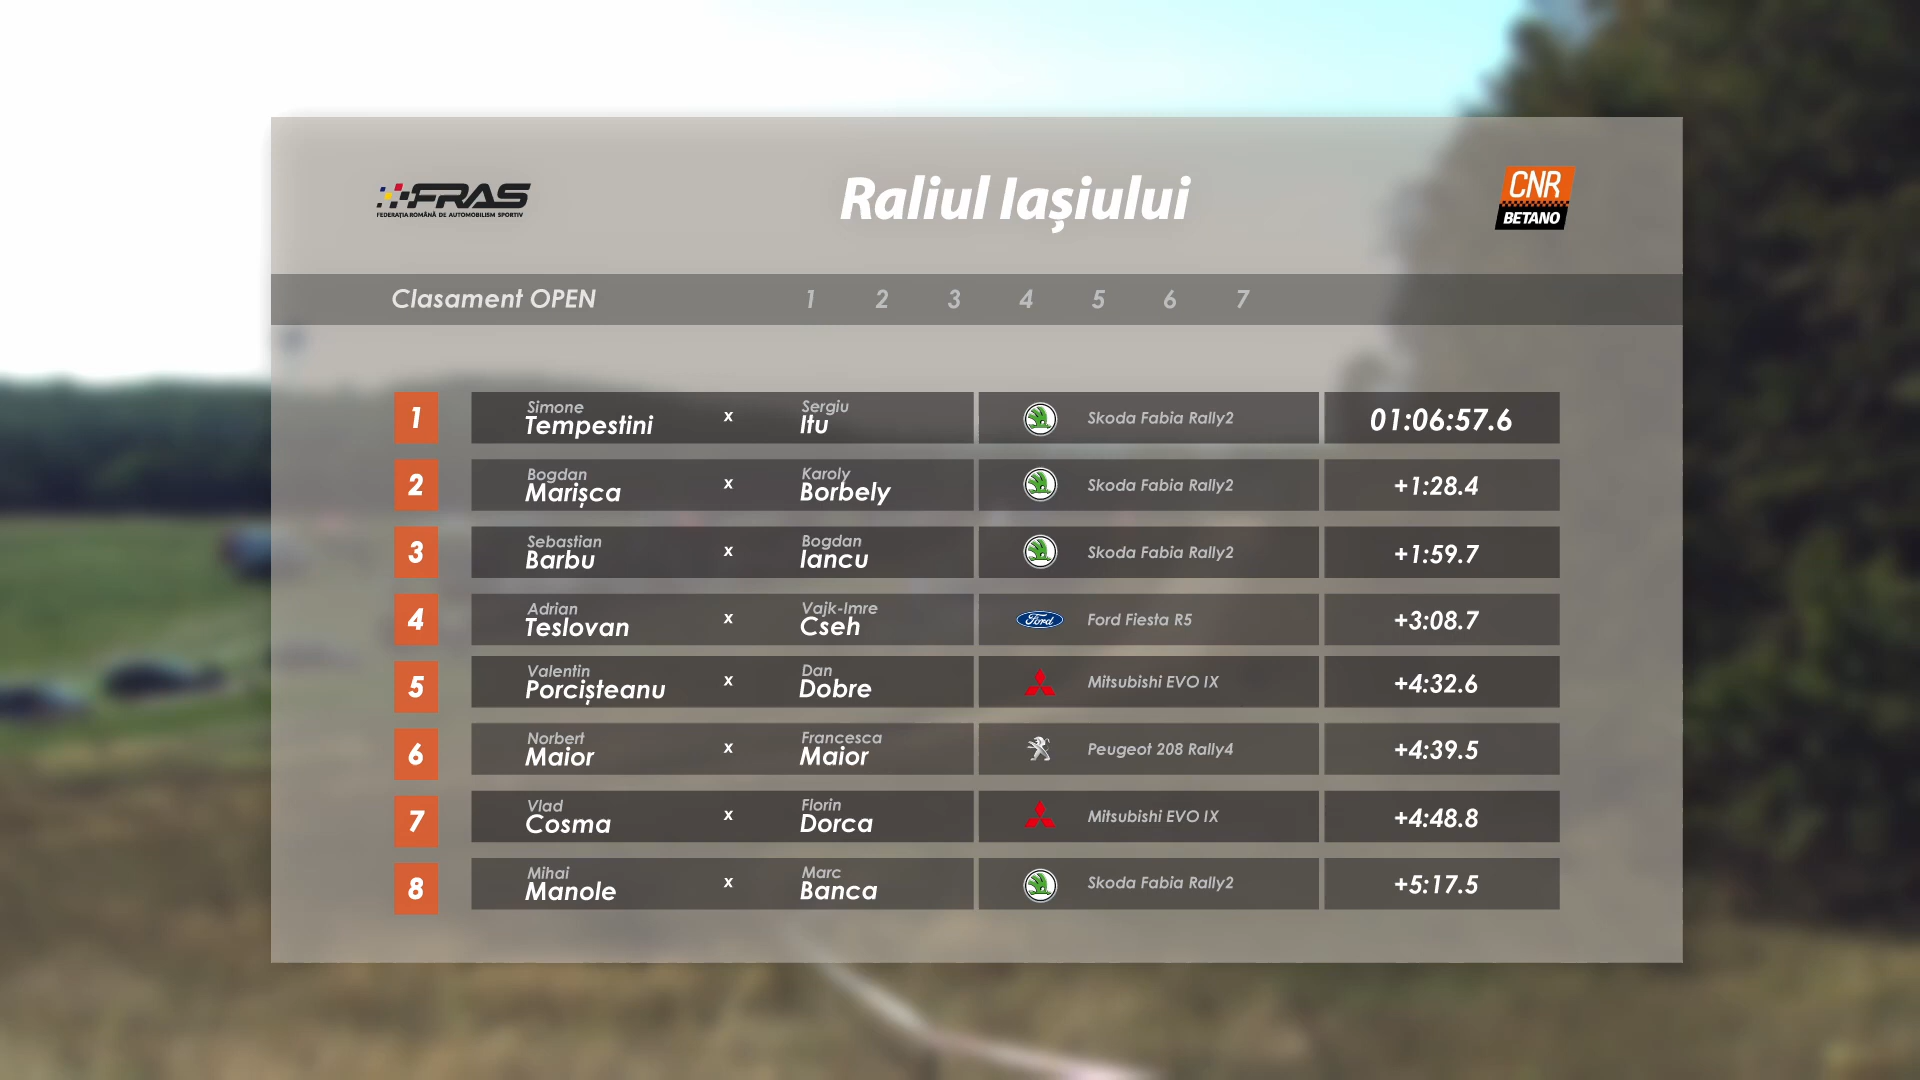 FRAS
FEDERAȚIA ROMÂNĂ DE AUTOMOBILISM SPORTIV
Raliul Iașiului
CNR
BETANO
Clasament OPEN 1 2 3 4 5 6 7
1 Simone Tempestini x Sergiu Itu Skoda Fabia Rally2 01:06:57.6
2 Bogdan Marișca x Karoly Borbely Skoda Fabia Rally2 +1:28.4
3 Sebastian Barbu x Bogdan Iancu Skoda Fabia Rally2 +1:59.7
4 Adrian Teslovan x Vajk-Imre Cseh Ford Ford Fiesta R5 +3:08.7
5 Valentin Porcișteanu x Dan Dobre Mitsubishi EVO IX +4:32.6
6 Norbert Maior x Francesca Maior Peugeot 208 Rally4 +4:39.5
7 Vlad Cosma x Florin Dorca Mitsubishi EVO IX +4:48.8
8 Mihai Manole x Marc Banca Skoda Fabia Rally2 +5:17.5